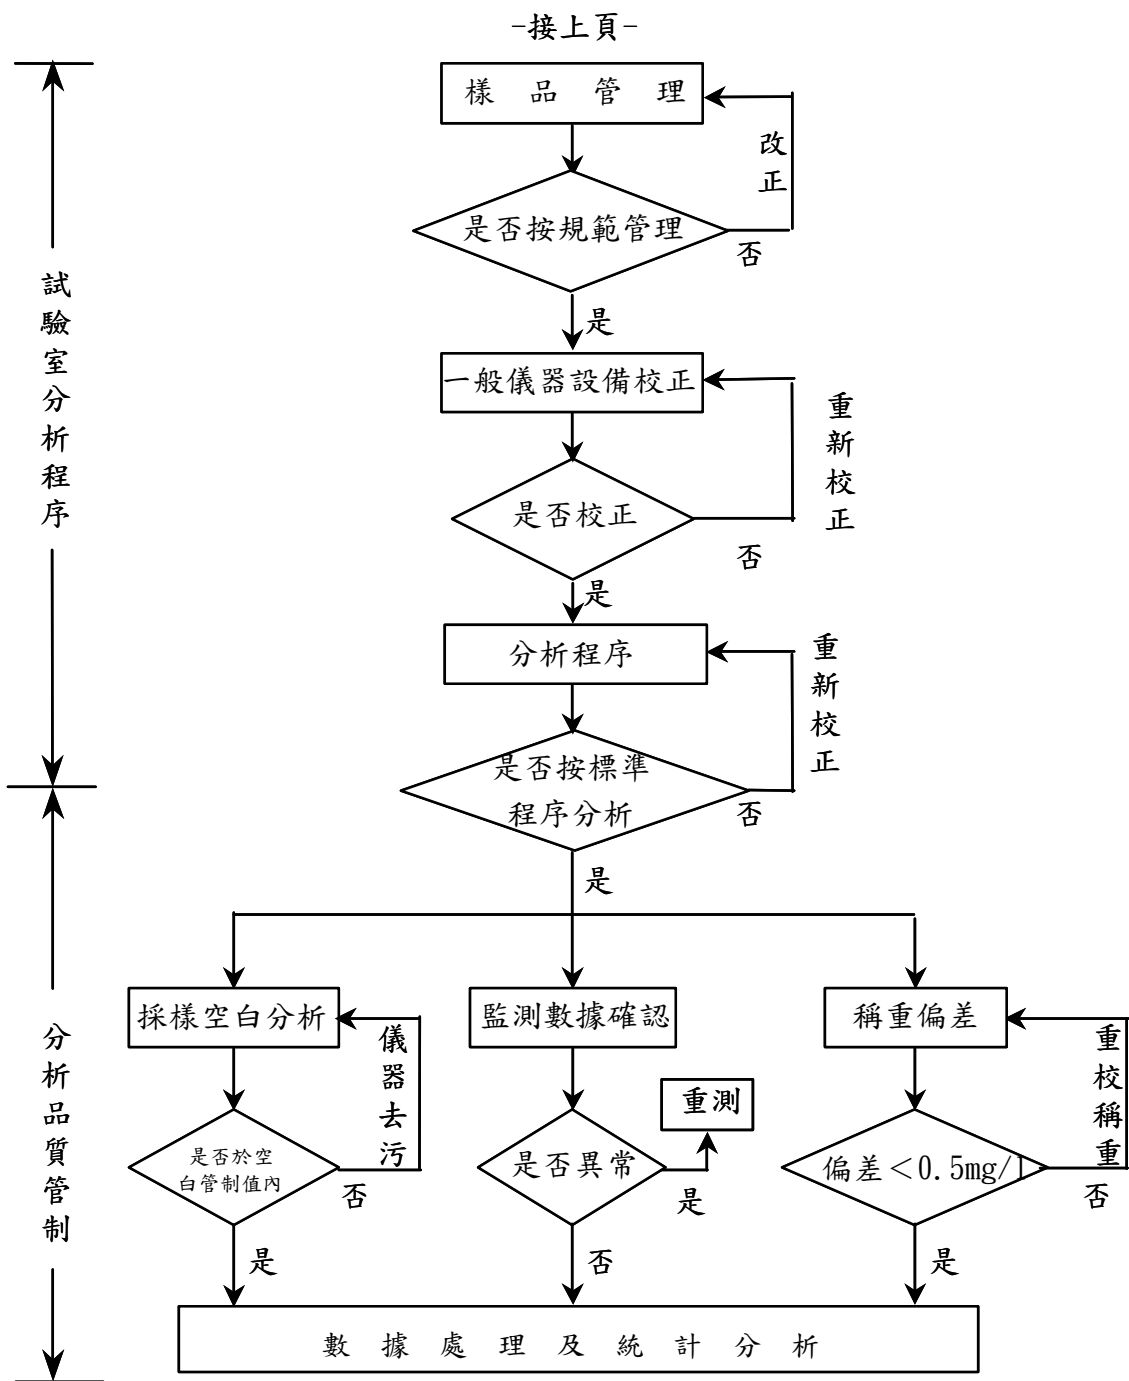 -接上頁-
樣品管理
改正
是否按規範管理
否
是
試驗室分析程序
一般儀器設備校正
重新校正
是否校正
否
是
分析程序
重新校正
是否按標準
程序分析
否
是
分析品質管制
採樣空白分析
儀器去污
是否於空
白管制值內
否
是
監測數據確認
重測
是否異常
是
否
稱重偏差
重校稱重
偏差＜0.5mg/l
否
是
數據處理及統計分析